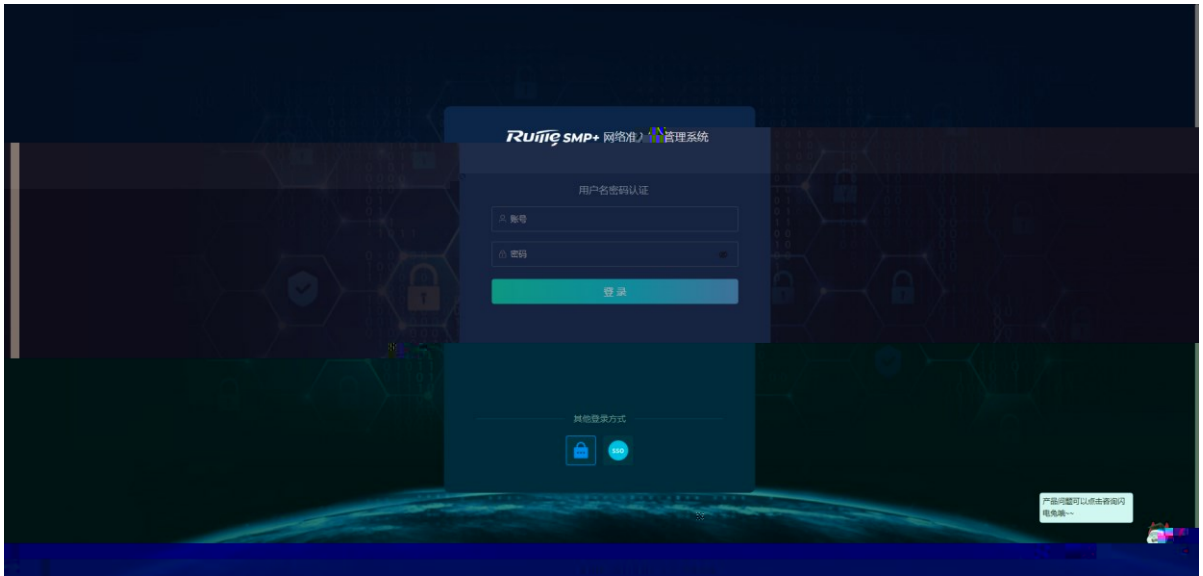 Ruijie SMP+ 网络准入 管理系统
用户名密码认证
账号
密码
登录
其他登录方式
SSO
产品问题可以点击咨询闪
电兔哦~~